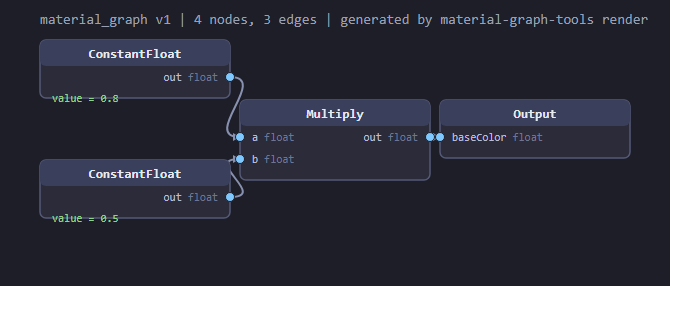 material_graph v1 | 4 nodes, 3 edges | generated by material-graph-tools render
ConstantFloat
out float
value = 0.8
Multiply
a float
out float
b float
Output
baseColor float
ConstantFloat
out float
value = 0.5